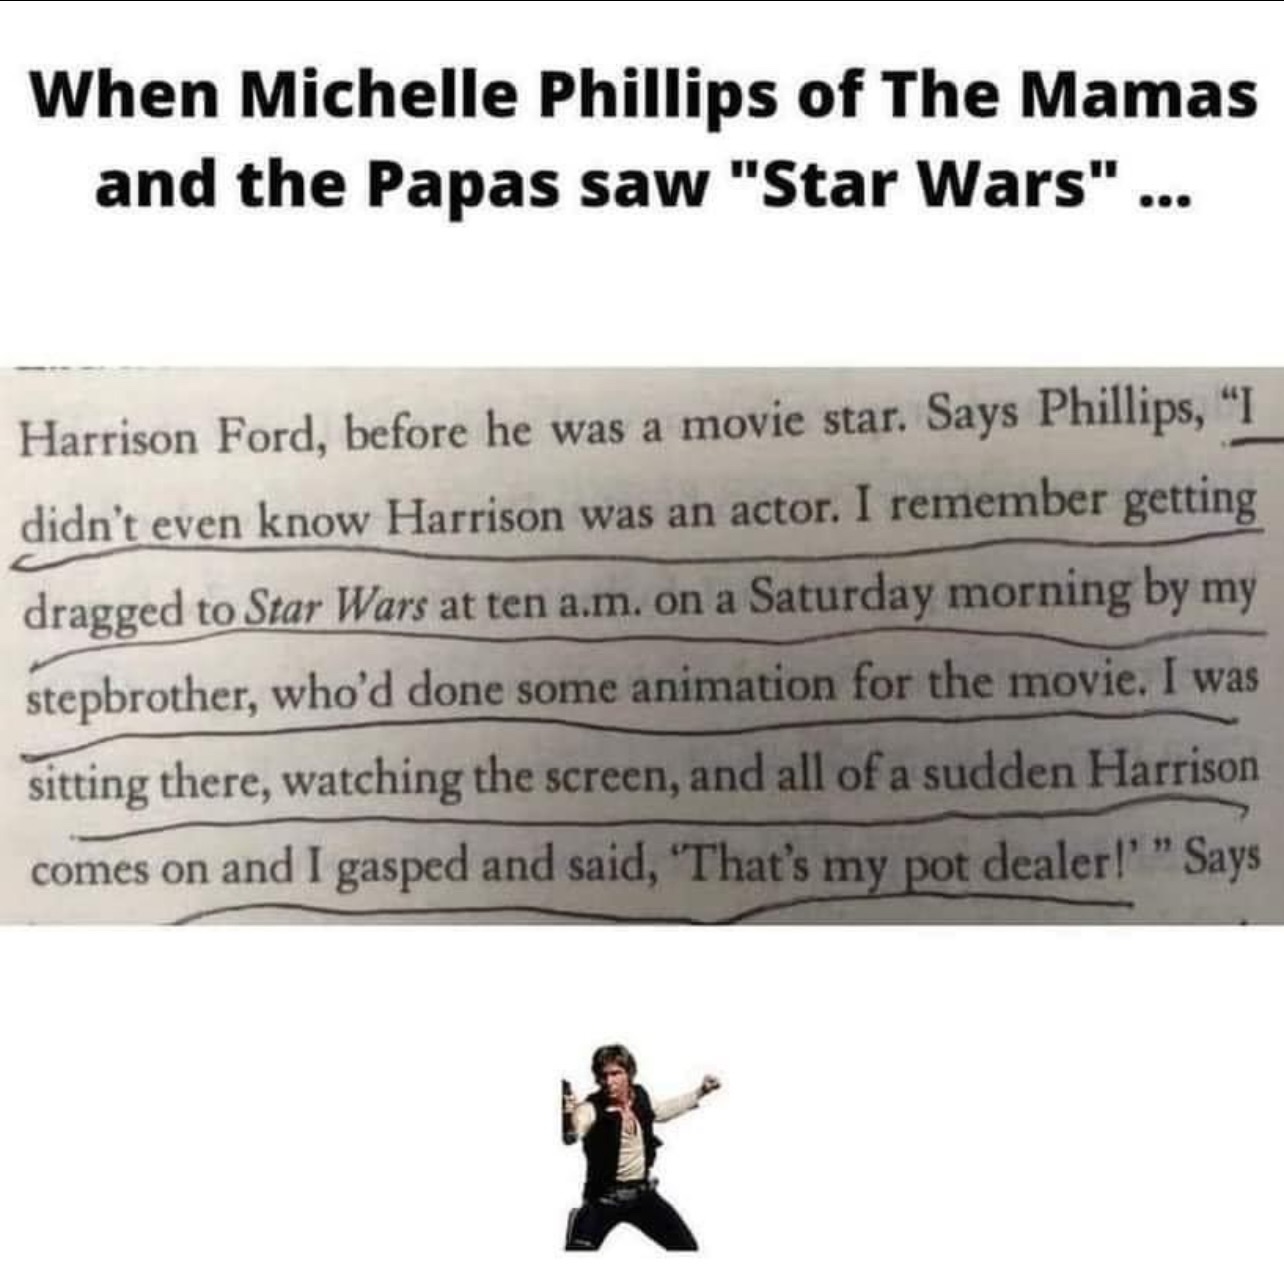 When Michelle Phillips of The Mamas
and the Papas saw "Star Wars" ...
Harrison Ford, before he was a movie star. Says Phillips, “I
didn’t even know Harrison was an actor. I remember getting
dragged to Star Wars at ten a.m. on a Saturday morning by my
stepbrother, who’d done some animation for the movie. I was
sitting there, watching the screen, and all of a sudden Harrison
comes on and I gasped and said, ‘That’s my pot dealer!’ ” Says